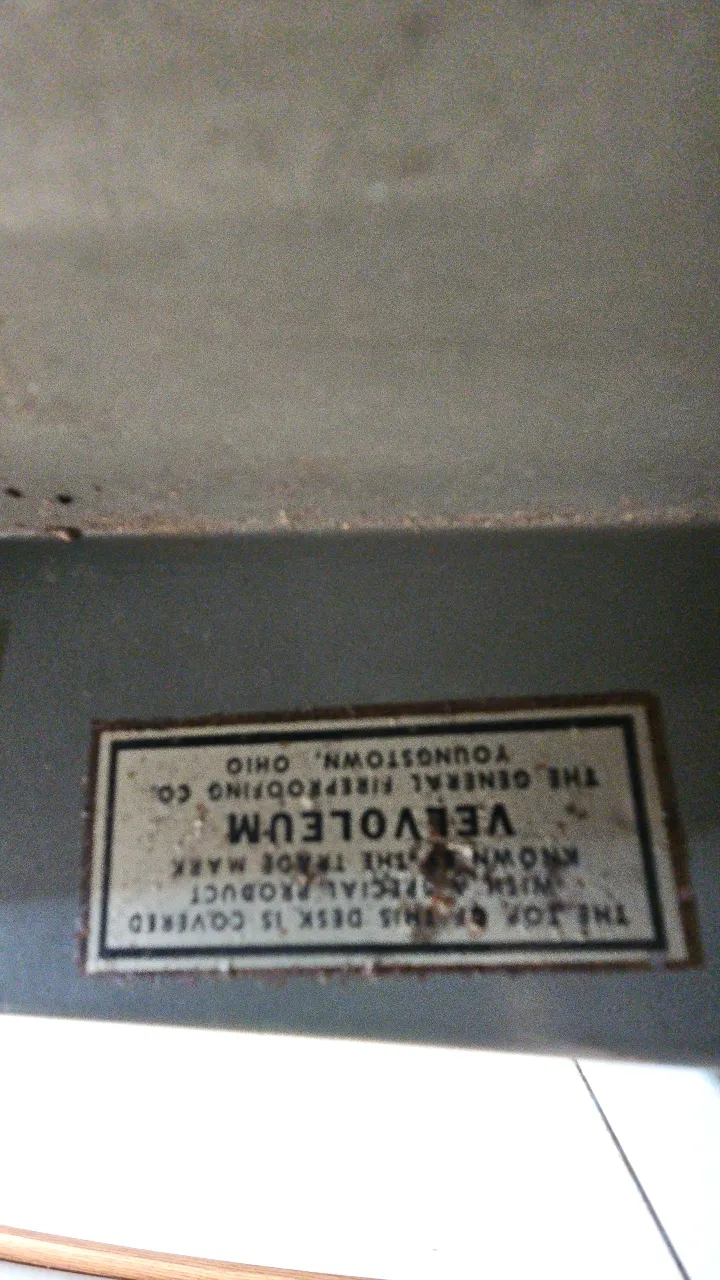 THE TOP OF THIS DESK IS COVERED
WITH A SPECIAL PRODUCT
KNOWN BY THE TRADE MARK
VELVOLEUM
THE GENERAL FIREPROOFING CO.
YOUNGSTOWN, OHIO